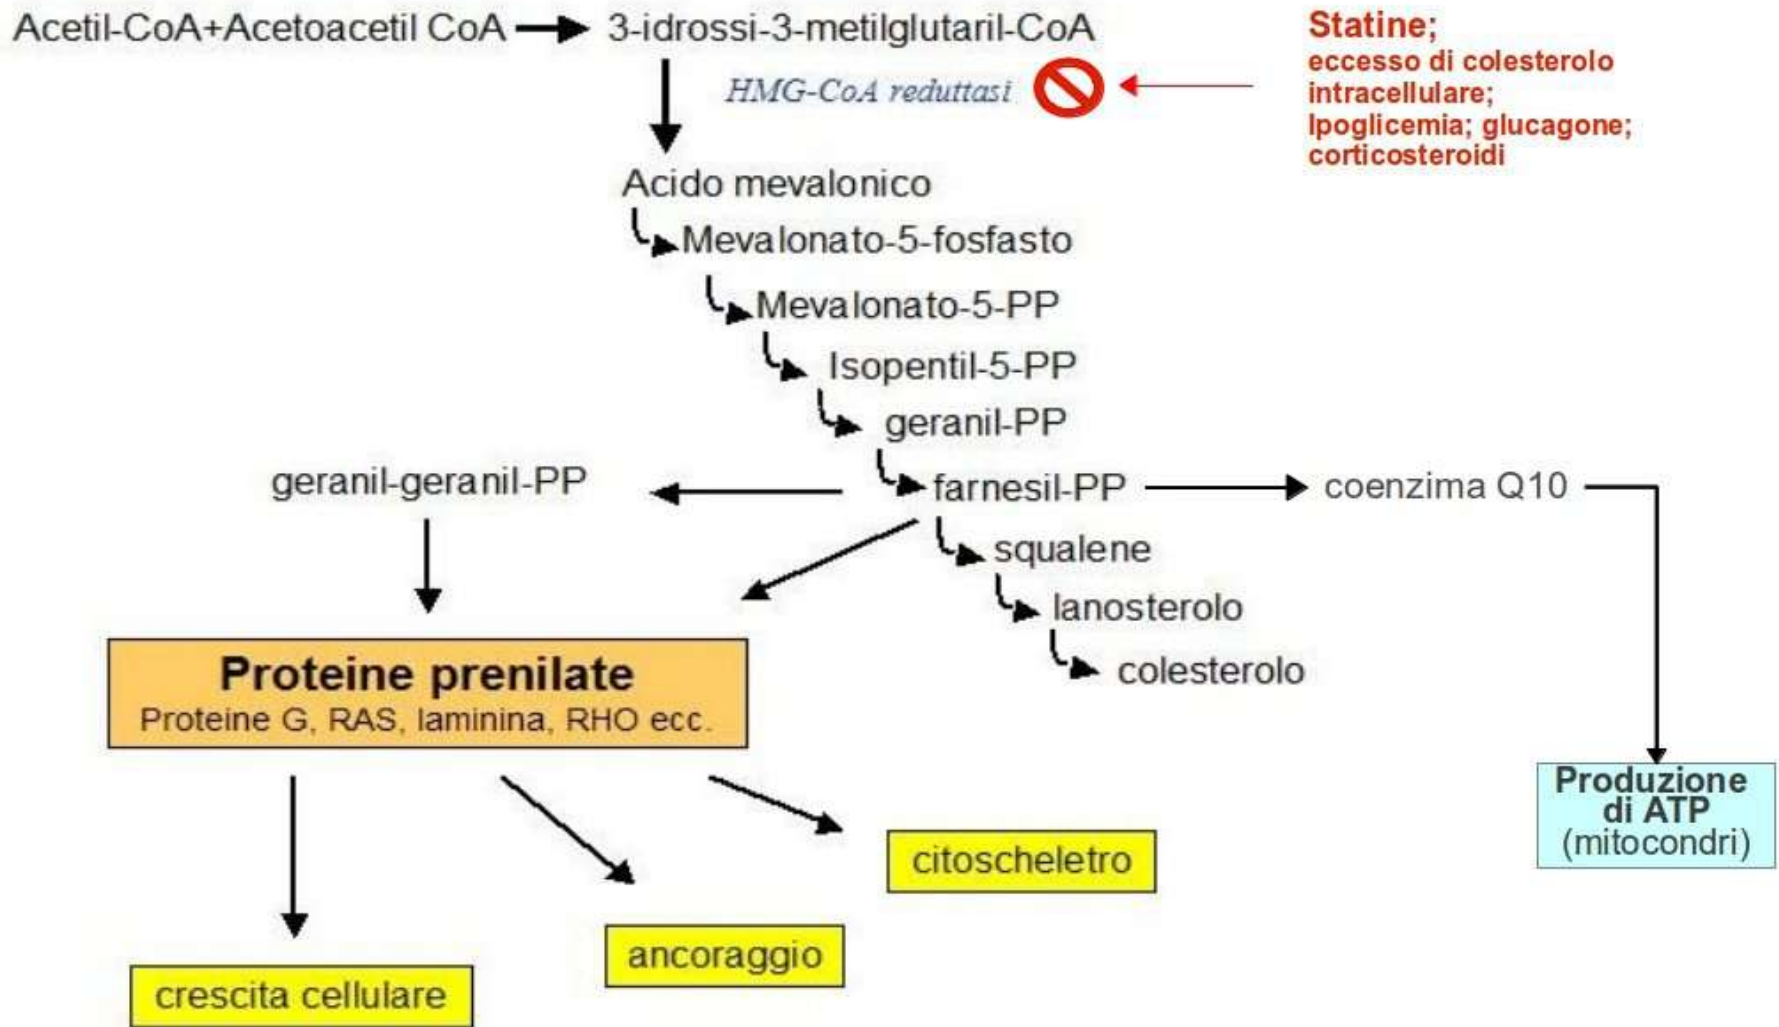 Acetil-CoA+Acetoacetil CoA
3-idrossi-3-metilglutaril-CoA
Statine;
eccesso di colesterolo
intracellulare;
Ipoglicemia; glucagone;
corticosteroidi
HMG-CoA reduttasi
Acido mevalonico
Mevalonato-5-fosfasto
Mevalonato-5-PP
Isopentil-5-PP
geranil-PP
geranil-geranil-PP
farnesil-PP
coenzima Q10
squalene
lanosterolo
colesterolo
Proteine prenilate
Proteine G, RAS, laminina, RHO ecc.
Produzione
di ATP
(mitocondri)
citoscheletro
ancoraggio
crescita cellulare